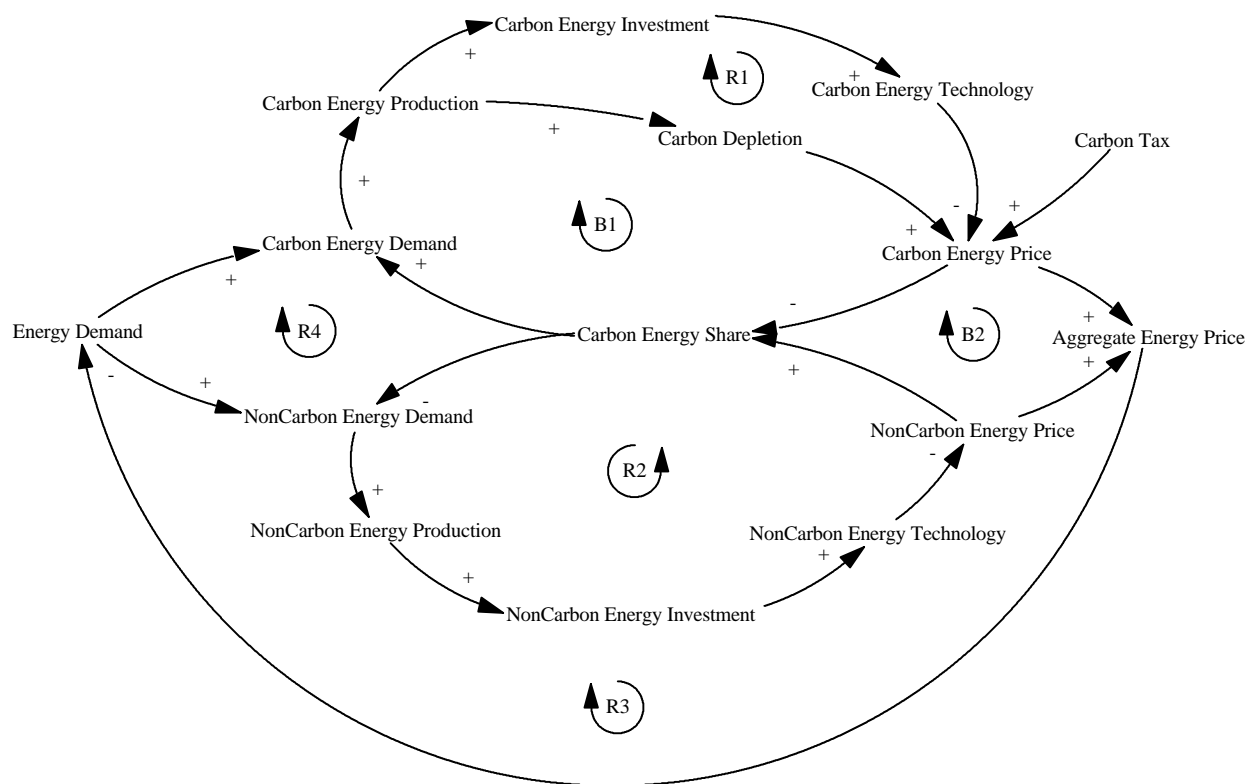 Carbon Energy Investment
+
R1
+
Carbon Energy Technology
Carbon Energy Production
+
Carbon Depletion
Carbon Tax
+
-
+
B1
+
Carbon Energy Demand
+
Carbon Energy Price
+
-
+
Energy Demand
R4
Carbon Energy Share
B2
Aggregate Energy Price
-
+
+
+
-
NonCarbon Energy Demand
NonCarbon Energy Price
-
R2
+
NonCarbon Energy Production
NonCarbon Energy Technology
+
+
NonCarbon Energy Investment
R3